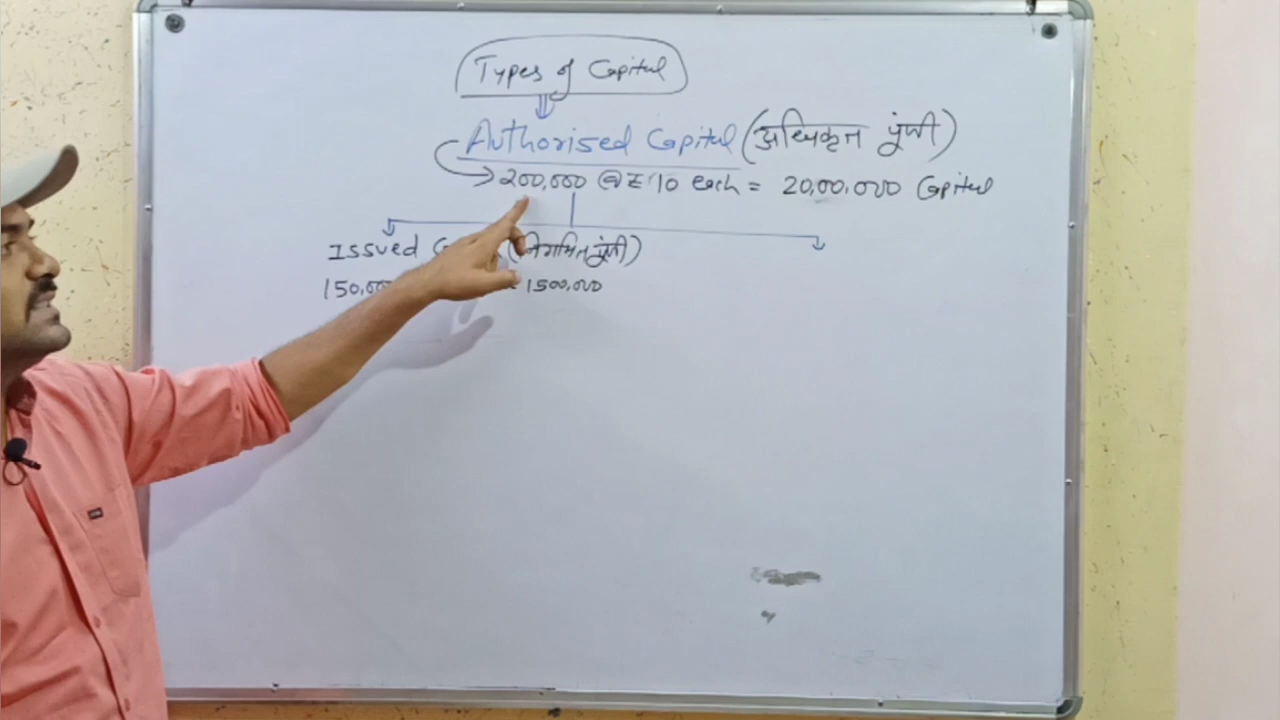 Types of Capital
Authorised Capital (अधिकृत पूंजी)
200,000 @ ₹ 10 each = 20,00,000 Capital
Issued (निर्गमित पूंजी)
150,000 1500,000